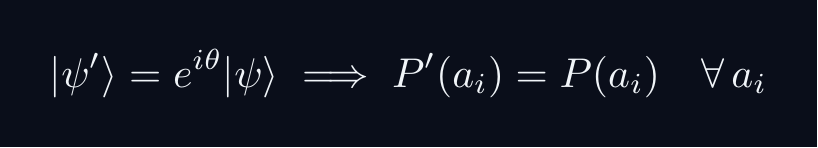 |ψ′⟩ = e^{iθ}|ψ⟩ ⟹ P′(a_i) = P(a_i) ∀ a_i